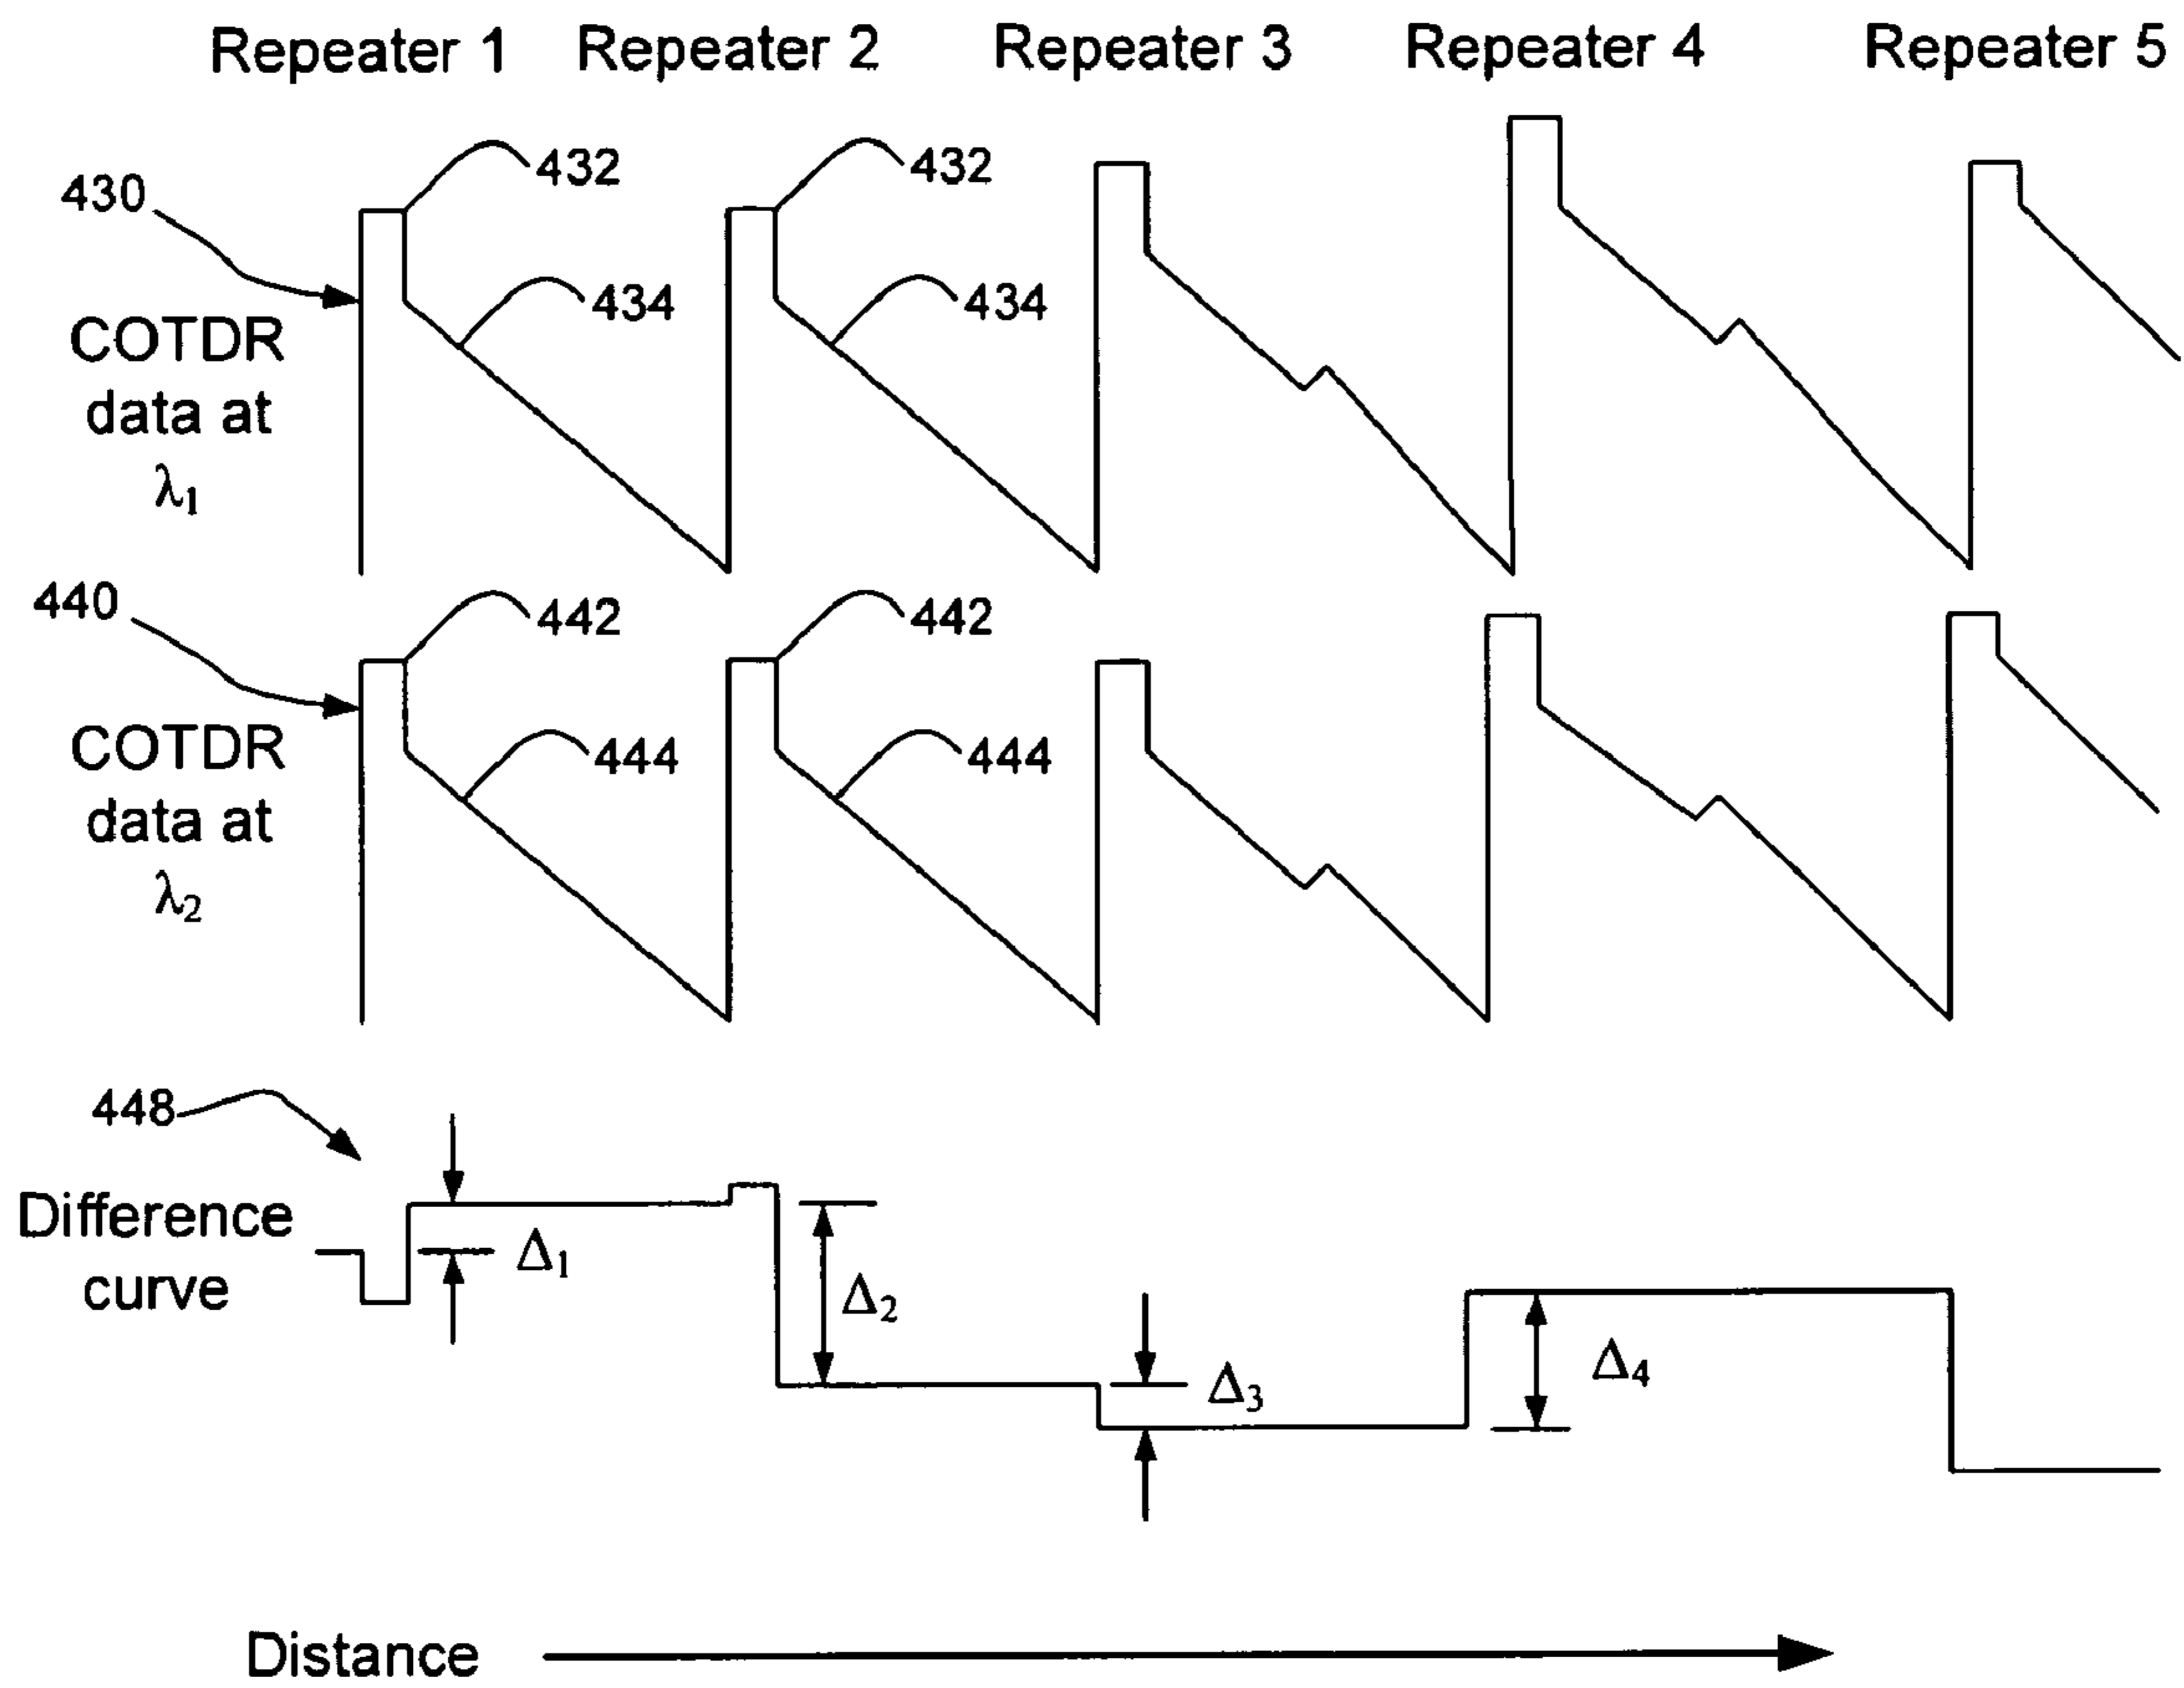 Repeater 1 Repeater 2 Repeater 3 Repeater 4 Repeater 5
432
432
430
434
434
COTDR
data at
λ1
440
442
442
COTDR
data at
λ2
444
444
448
Difference
curve
Δ1
Δ2
Δ3
Δ4
Distance